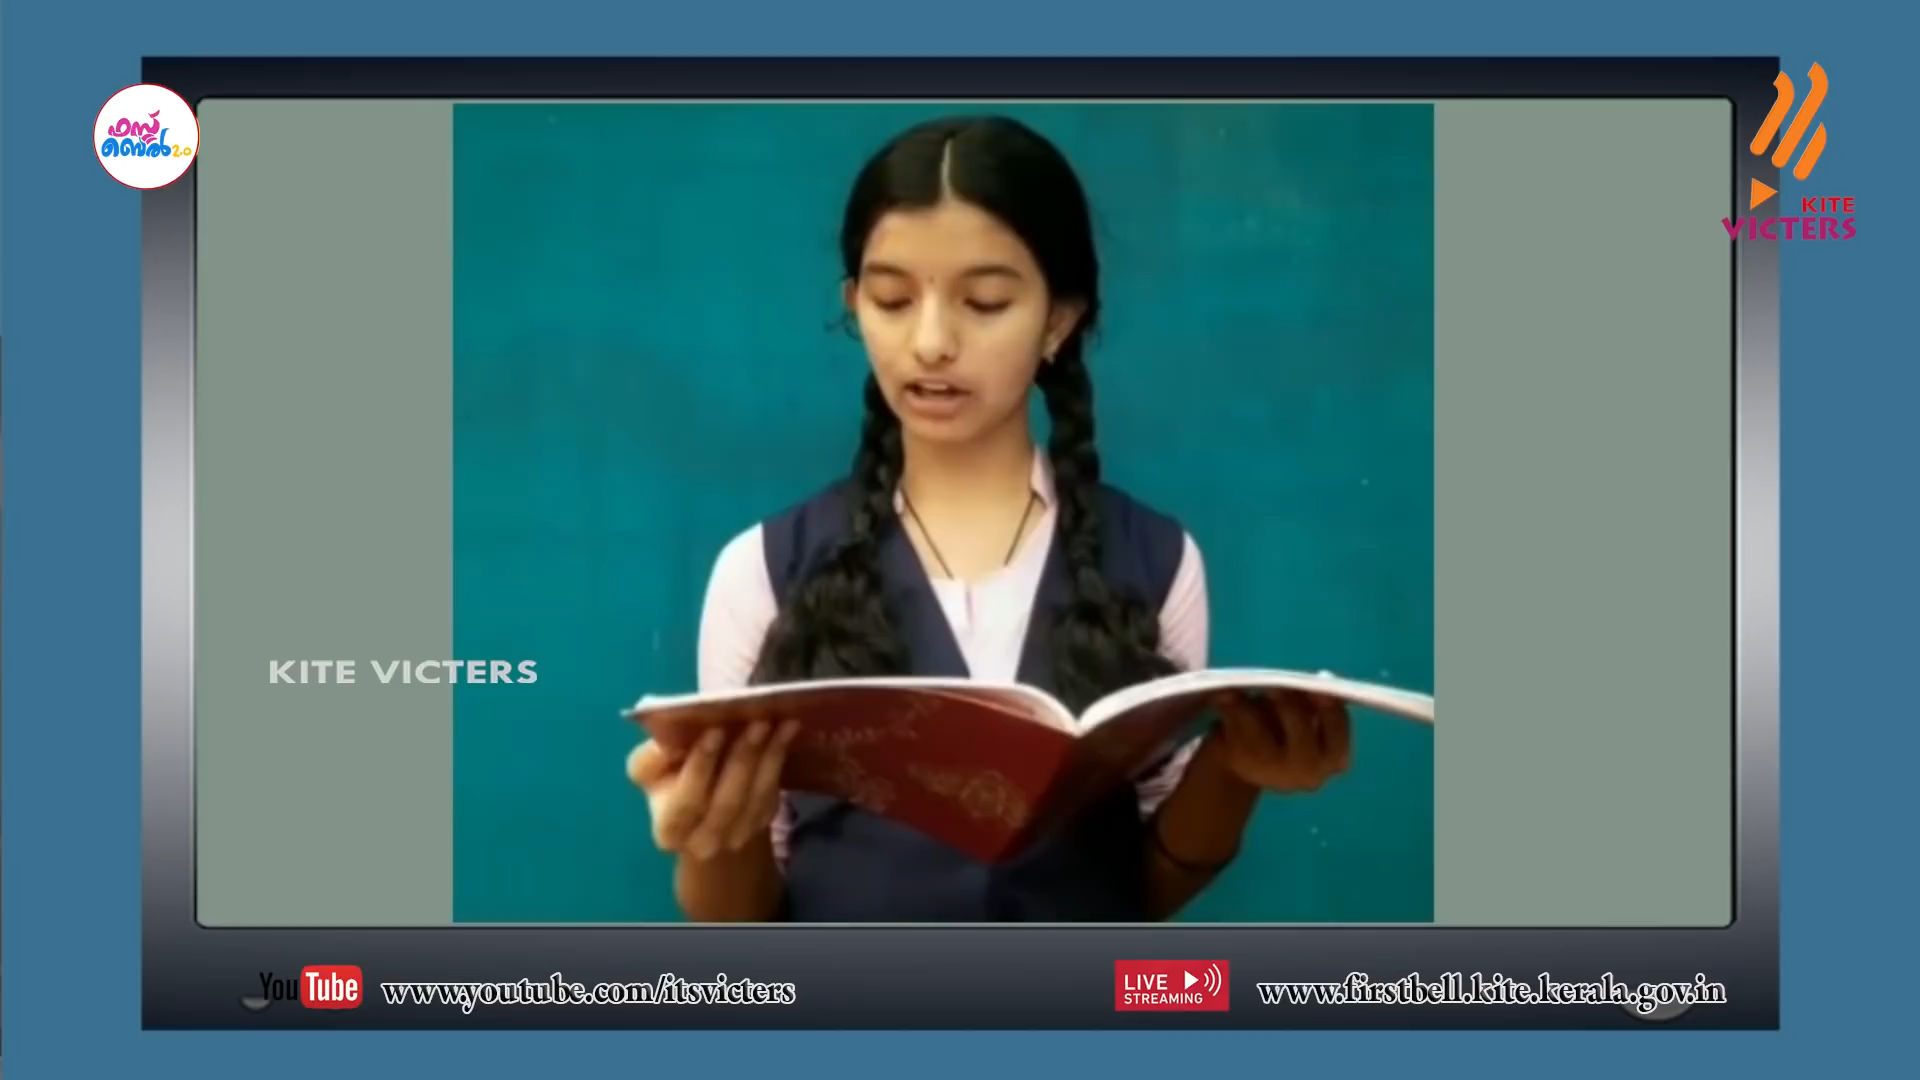 ഫസ്റ്റ്
ബെൽ 2.0
KITE
VICTERS
KITE VICTERS
YouTube www.youtube.com/itsvicters
LIVE
STREAMING
www.firstbell.kite.kerala.gov.in